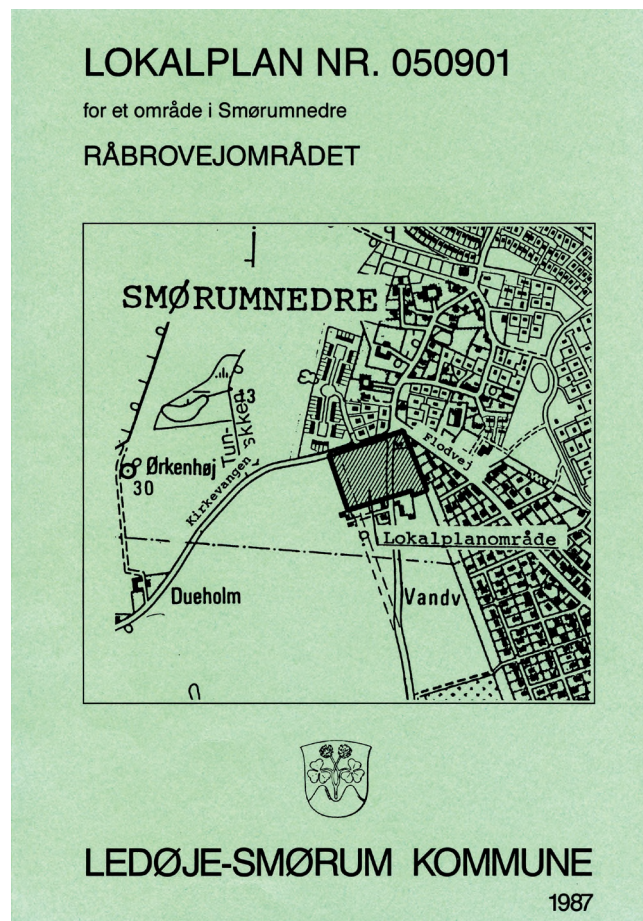 LOKALPLAN NR. 050901
for et område i Smørumnedre
RÅBROVEJOMRÅDET
SMØRUMNEDRE
13
Tun-
skken
Flodvej
Ørkenhøj
30
Kirkevangen
Lokalplanområde
Dueholm
Vandv
LEDØJE-SMØRUM KOMMUNE
1987